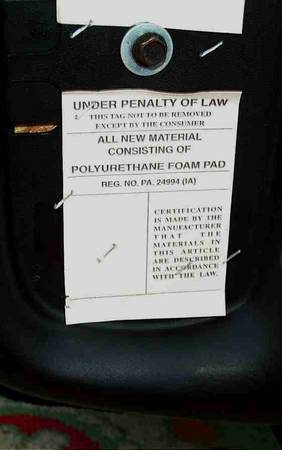 UNDER PENALTY OF LAW
THIS TAG NOT TO BE REMOVED
EXCEPT BY THE CONSUMER
ALL NEW MATERIAL
CONSISTING OF
POLYURETHANE FOAM PAD
REG. NO. PA. 24994 (IA)
CERTIFICATION
IS MADE BY THE
MANUFACTURER
THAT THE
MATERIALS IN
THIS ARTICLE
ARE DESCRIBED
IN ACCORDANCE
WITH THE LAW.